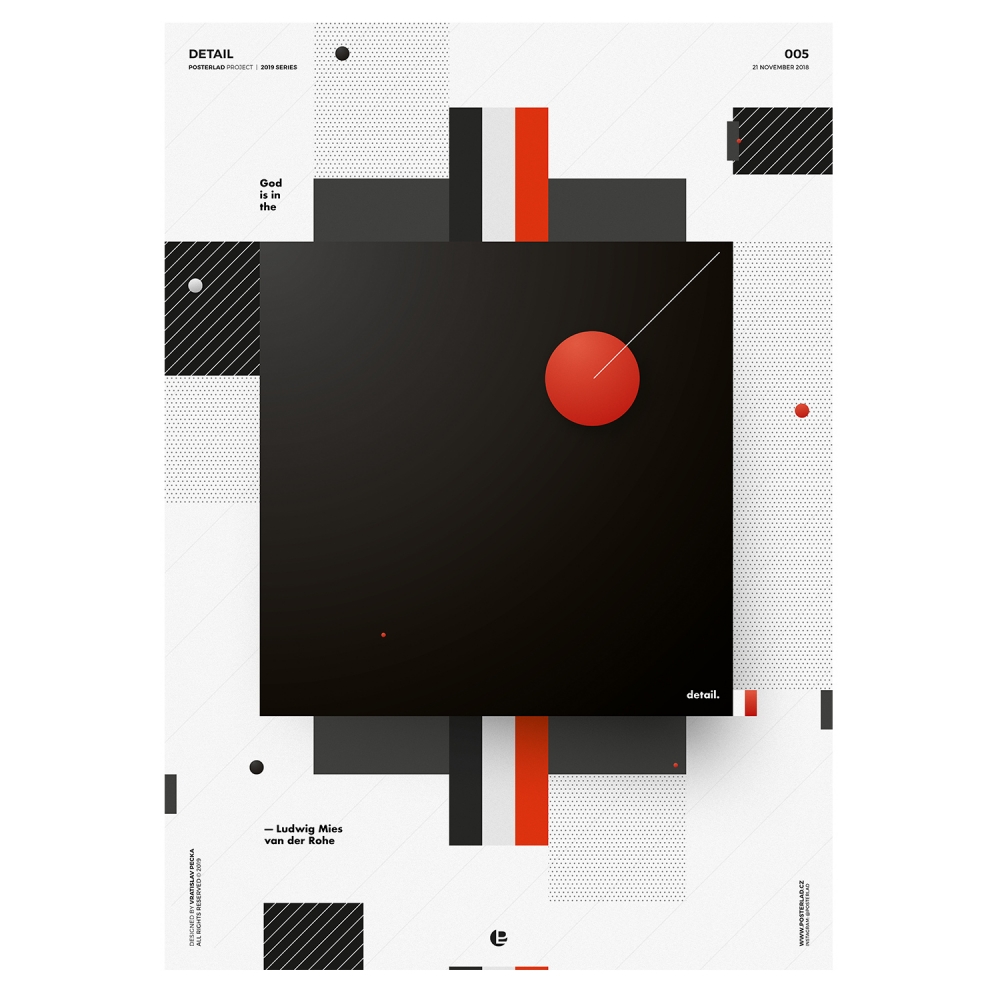 DETAIL
POSTERLAD PROJECT | 2019 SERIES
005
21 NOVEMBER 2018
God
is in
the
detail.
— Ludwig Mies
van der Rohe
DESIGNED BY VRATISLAV PECKA
ALL RIGHTS RESERVED © 2019
WWW.POSTERLAD.CZ
INSTAGRAM: @POSTERLAD